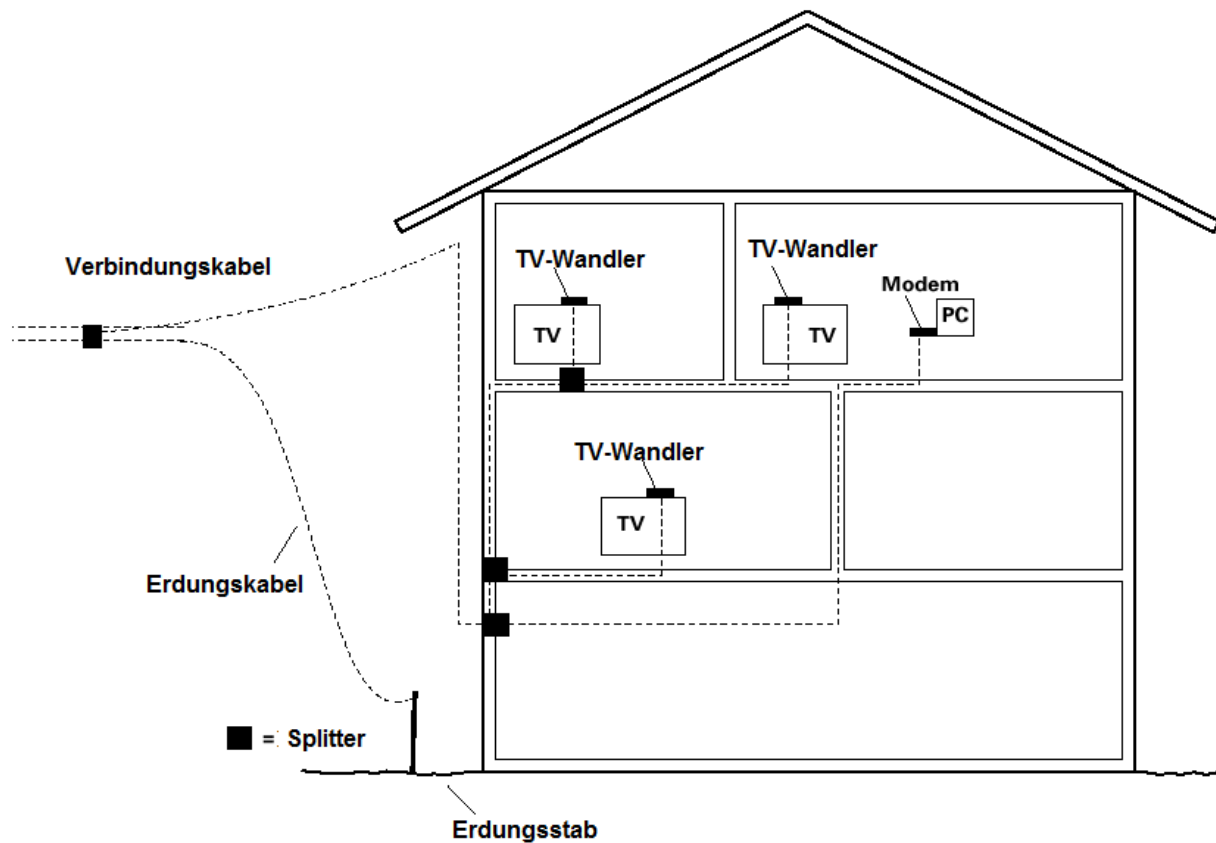 TV-Wandler
TV-Wandler
Verbindungskabel
Modem
PC
TV
TV
TV-Wandler
TV
Erdungskabel
= Splitter
Erdungsstab